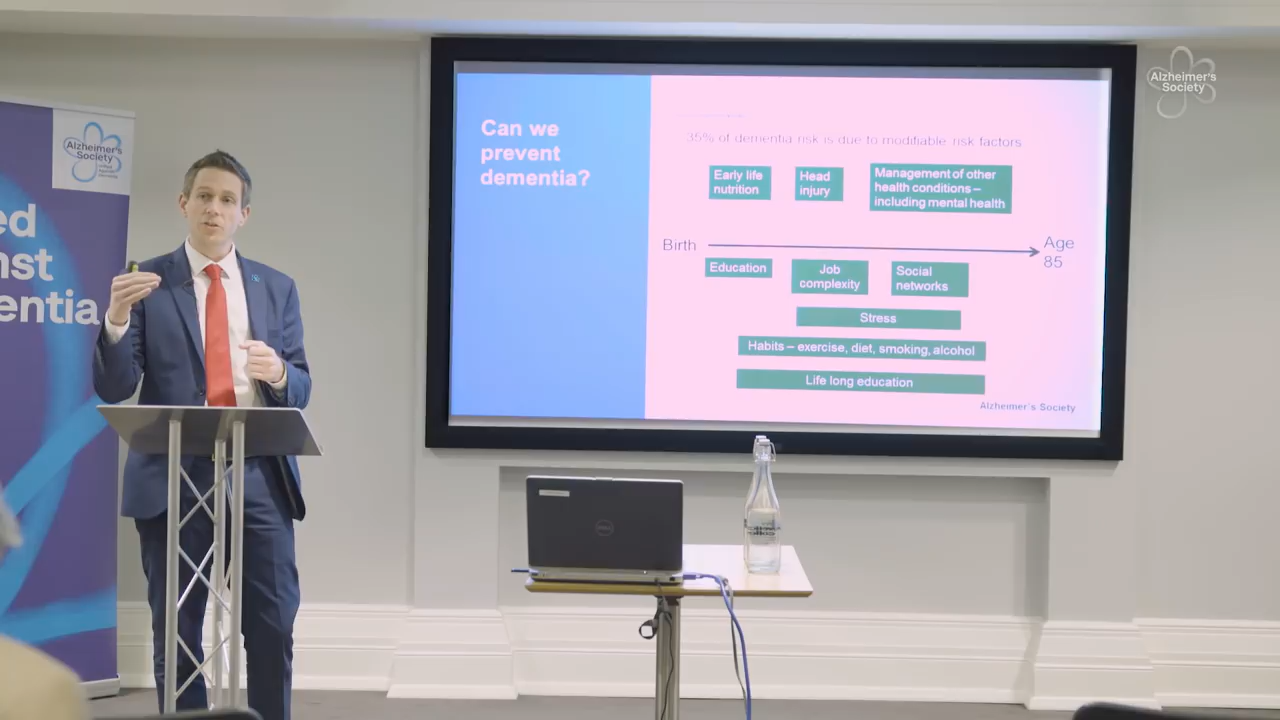 Alzheimer's
Society
Alzheimer's
Society
ed
nst
entia
Can we
prevent
dementia?
35% of dementia risk is due to modifiable risk factors
Early life
nutrition
Head
injury
Management of other
health conditions –
including mental health
Birth
Age
85
Education
Job
complexity
Social
networks
Stress
Habits – exercise, diet, smoking, alcohol
Life long education
Alzheimer's Society
DELL